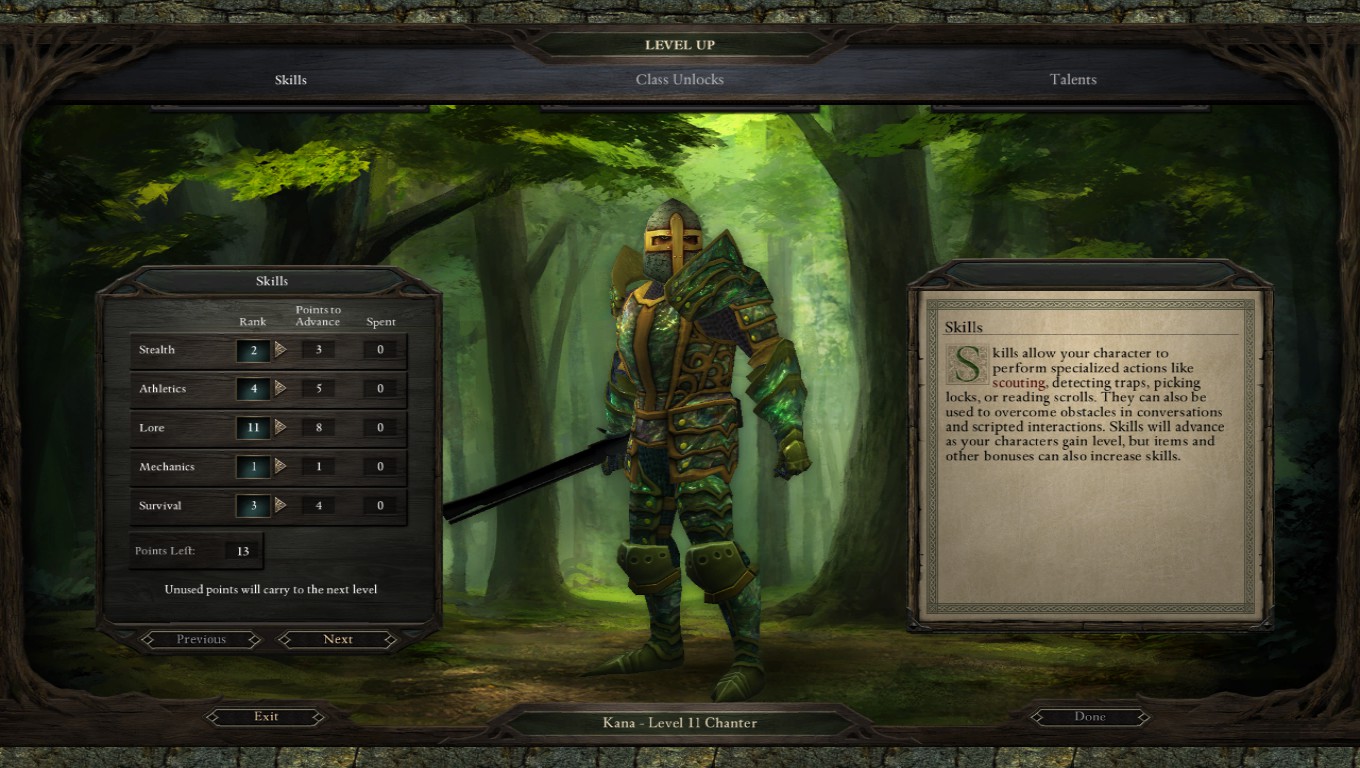 LEVEL UP
Skills
Class Unlocks
Talents
Skills
Rank
Points to
Advance
Spent
Stealth 2 3 0
Athletics 4 5 0
Lore 11 8 0
Mechanics 1 1 0
Survival 3 4 0
Points Left: 13
Unused points will carry to the next level
Previous
Next
Skills
Skills allow your character to
perform specialized actions like
scouting, detecting traps, picking
locks, or reading scrolls. They can also be
used to overcome obstacles in conversations
and scripted interactions. Skills will advance
as your characters gain level, but items and
other bonuses can also increase skills.
Exit
Kana - Level 11 Chanter
Done